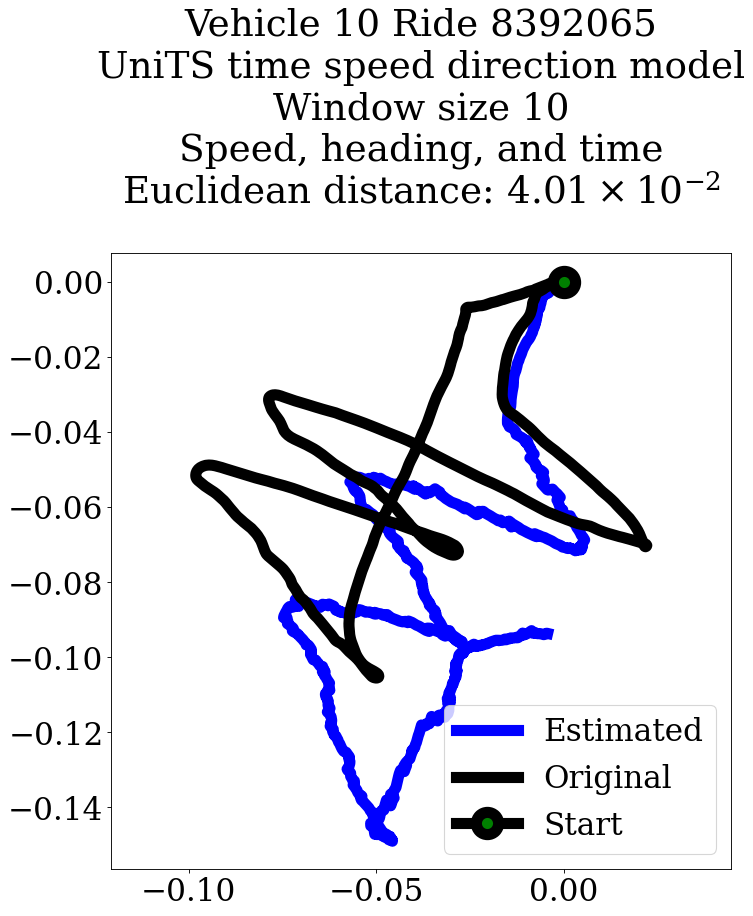 Vehicle 10 Ride 8392065
UniTS time speed direction model
Window size 10
Speed, heading, and time
Euclidean distance: 4.01 × 10⁻²
0.00
−0.02
−0.04
−0.06
−0.08
−0.10
−0.12
−0.14
Estimated
Original
Start
−0.10 −0.05 0.00